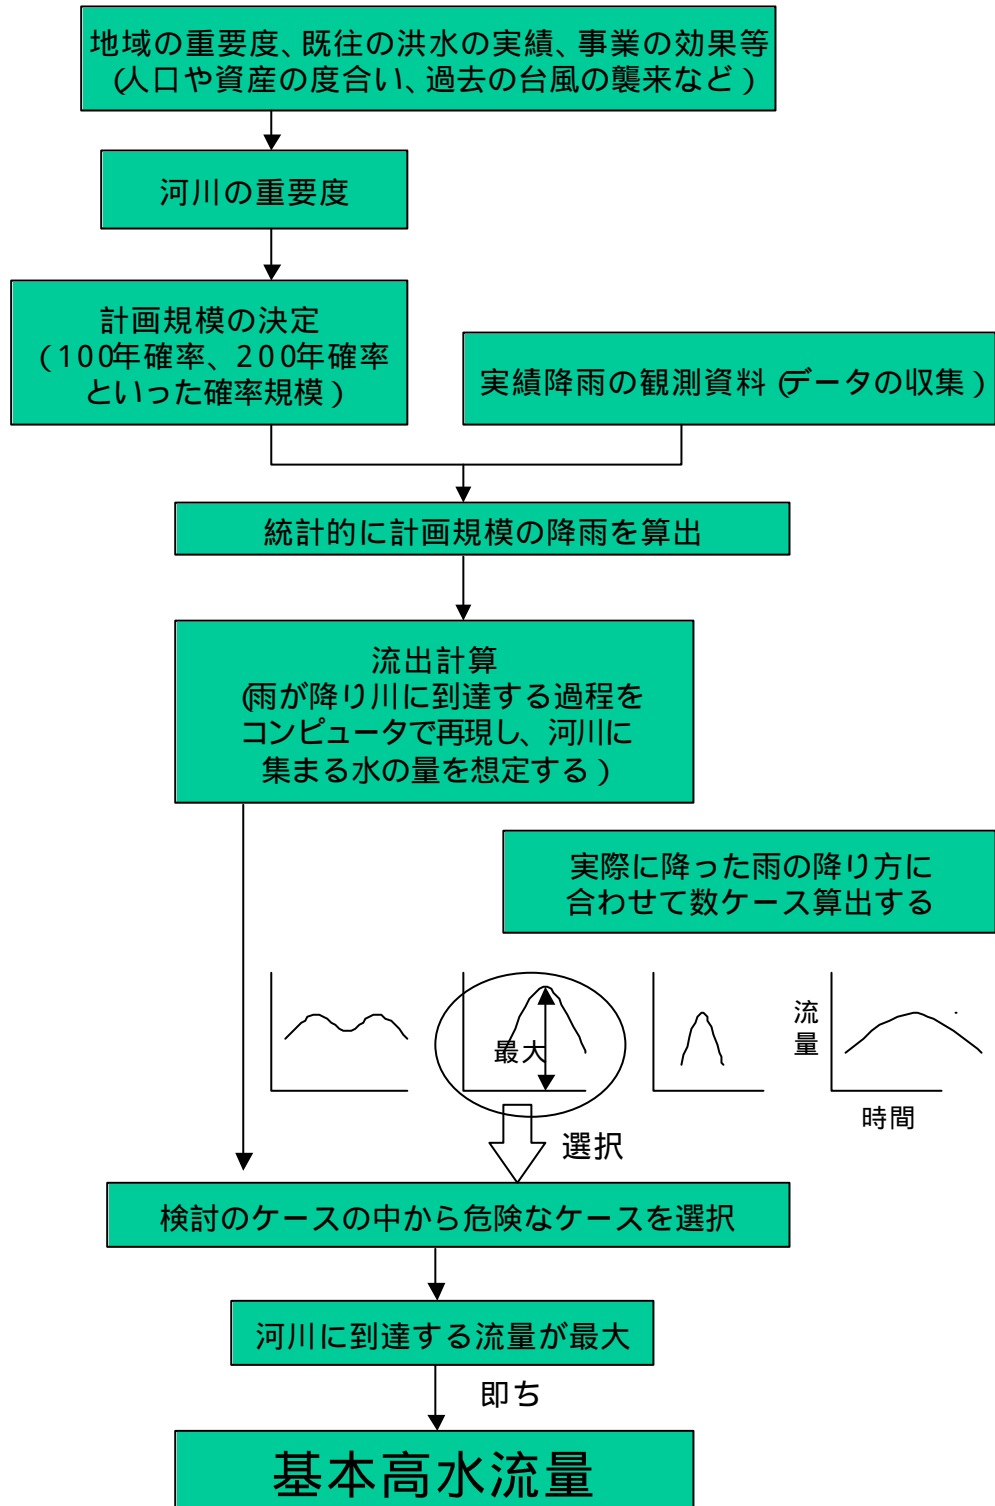 地域の重要度、既往の洪水の実績、事業の効果等
(人口や資産の度合い、過去の台風の襲来など)
河川の重要度
計画規模の決定
(100年確率、200年確率
といった確率規模)
実績降雨の観測資料(データの収集)
統計的に計画規模の降雨を算出
流出計算
(雨が降り川に到達する過程を
コンピュータで再現し、河川に
集まる水の量を想定する)
実際に降った雨の降り方に
合わせて数ケース算出する
最大
流量
時間
選択
検討のケースの中から危険なケースを選択
河川に到達する流量が最大
即ち
基本高水流量